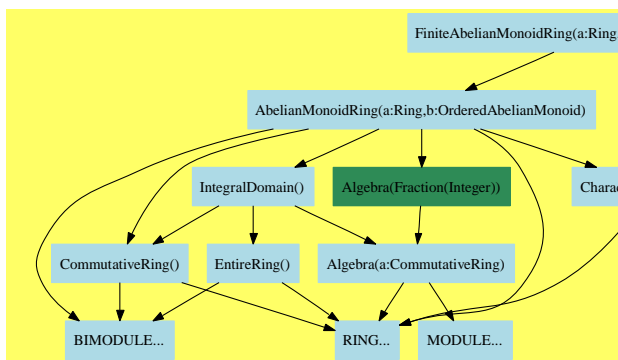 FiniteAbelianMonoidRing(a:Ring,
AbelianMonoidRing(a:Ring,b:OrderedAbelianMonoid)
IntegralDomain() Algebra(Fraction(Integer)) Charac
CommutativeRing() EntireRing() Algebra(a:CommutativeRing)
BIMODULE... RING... MODULE...